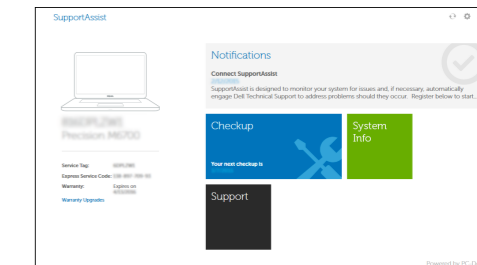 SupportAssist
Notifications
Connect SupportAssist
SupportAssist is designed to monitor your system for issues and, if necessary, automatically
engage Dell Technical Support to address problems should they occur. Register below to start..
Precision M6700
Service Tag:
Express Service Code:
Warranty: Expires on
Warranty Upgrades
Checkup
Your next checkup is
System
Info
Support
Powered by PC-D